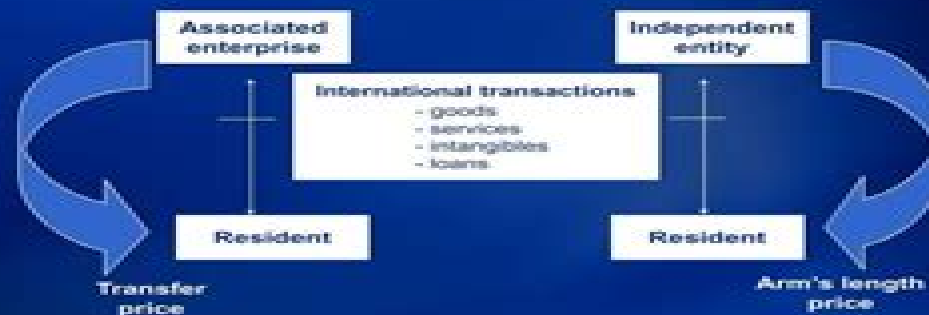 Associated
enterprise
Independent
entity
International transactions
- goods
- services
- intangibles
- loans
Resident
Resident
Transfer
price
Arm's length
price